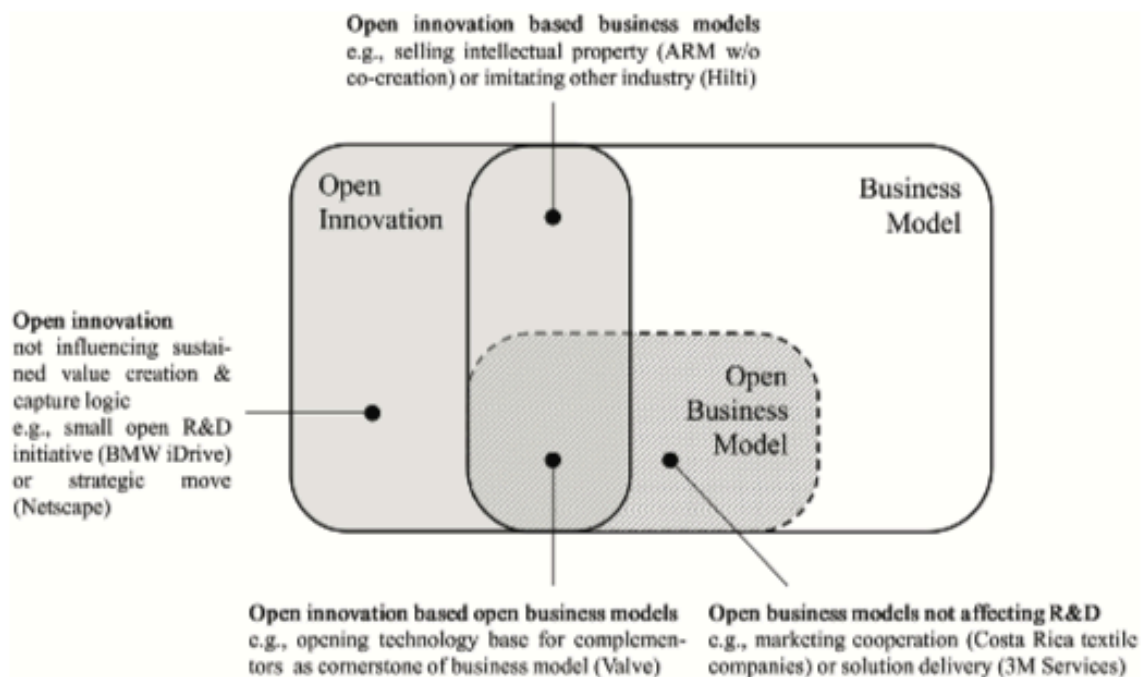 Open innovation based business models
e.g., selling intellectual property (ARM w/o
co-creation) or imitating other industry (Hilti)
Open
Innovation
Business
Model
Open innovation
not influencing sustai-
ned value creation &
capture logic
e.g., small open R&D
initiative (BMW iDrive)
or strategic move
(Netscape)
Open
Business
Model
Open innovation based open business models
e.g., opening technology base for complemen-
tors as cornerstone of business model (Valve)
Open business models not affecting R&D
e.g., marketing cooperation (Costa Rica textile
companies) or solution delivery (3M Services)